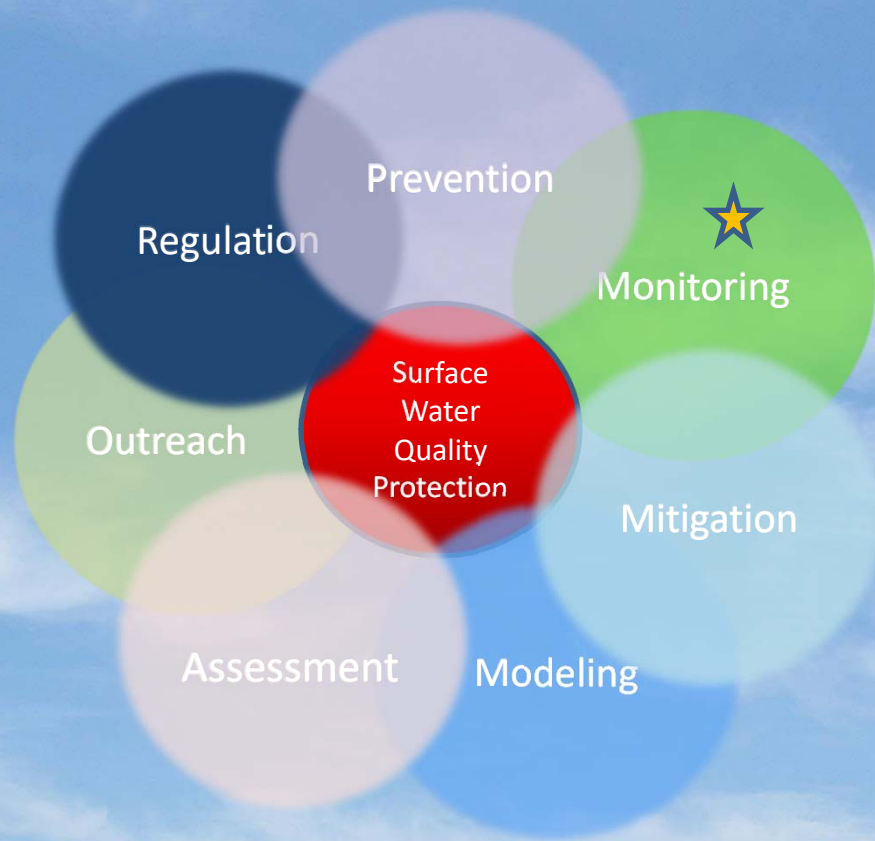 Prevention
Regulation
Monitoring
Surface
Water
Quality
Protection
Outreach
Mitigation
Assessment
Modeling